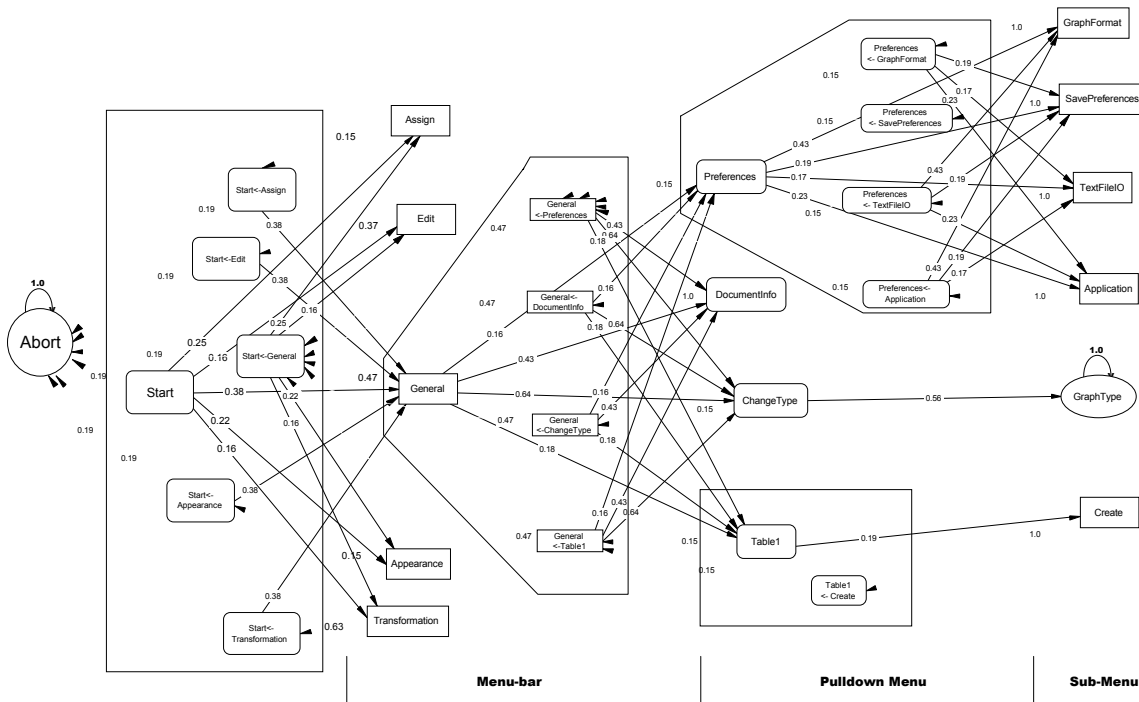 1.0
GraphFormat
Preferences
<- GraphFormat
0.15
0.19
0.17
1.0
SavePreferences
0.23
Preferences
<- SavePreferences
Assign
0.15
0.15
0.43
0.43
Start<-Assign
0.15
Preferences
0.19
0.17
0.19
TextFileIO
0.19
0.38
0.37
Edit
General
<-Preferences
0.43
0.64
0.18
0.23
0.15
Preferences
<- TextFileIO
0.23
1.0
0.47
Start<-Edit
0.38
0.19
0.19
0.43
0.17
1.0
Abort
0.16
General<-
DocumentInfo
0.16
1.0
DocumentInfo
0.15
Preferences<-
Application
Application
1.0
0.47
0.18
0.64
0.25
0.25
0.16
0.16
Start<-General
0.19
0.19
Start
0.38
0.22
0.47
General
0.43
0.64
0.16
ChangeType
0.56
1.0
GraphType
0.22
0.16
0.16
0.47
0.18
General
<-ChangeType
0.43
0.18
0.15
0.19
0.19
Start<-
Appearance
0.38
0.43
0.16
0.64
0.47
General
<-Table1
0.15
0.15
Table1
0.19
1.0
Create
0.15
Appearance
Table1
<- Create
0.38
Start<-
Transformation
0.63
Transformation
Menu-bar
Pulldown Menu
Sub-Menu